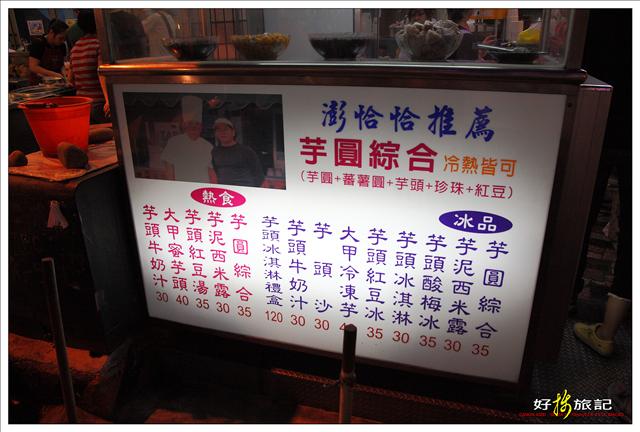 澎恰恰推薦
芋圓綜合 冷熱皆可
(芋圓+蕃薯圓+芋頭+珍珠+紅豆)
冰品
芋圓綜合 35
芋泥西米露 30
芋頭酸梅冰 35
芋頭冰淇淋 30
芋頭紅豆冰 35
大甲冷凍芋
芋頭沙 30
芋頭牛奶汁 30
芋頭冰淇淋禮盒 120
熱食
芋圓綜合 35
芋泥西米露 30
芋頭紅豆湯 35
大甲蜜芋頭 40
芋頭牛奶汁 30
好攝旅記